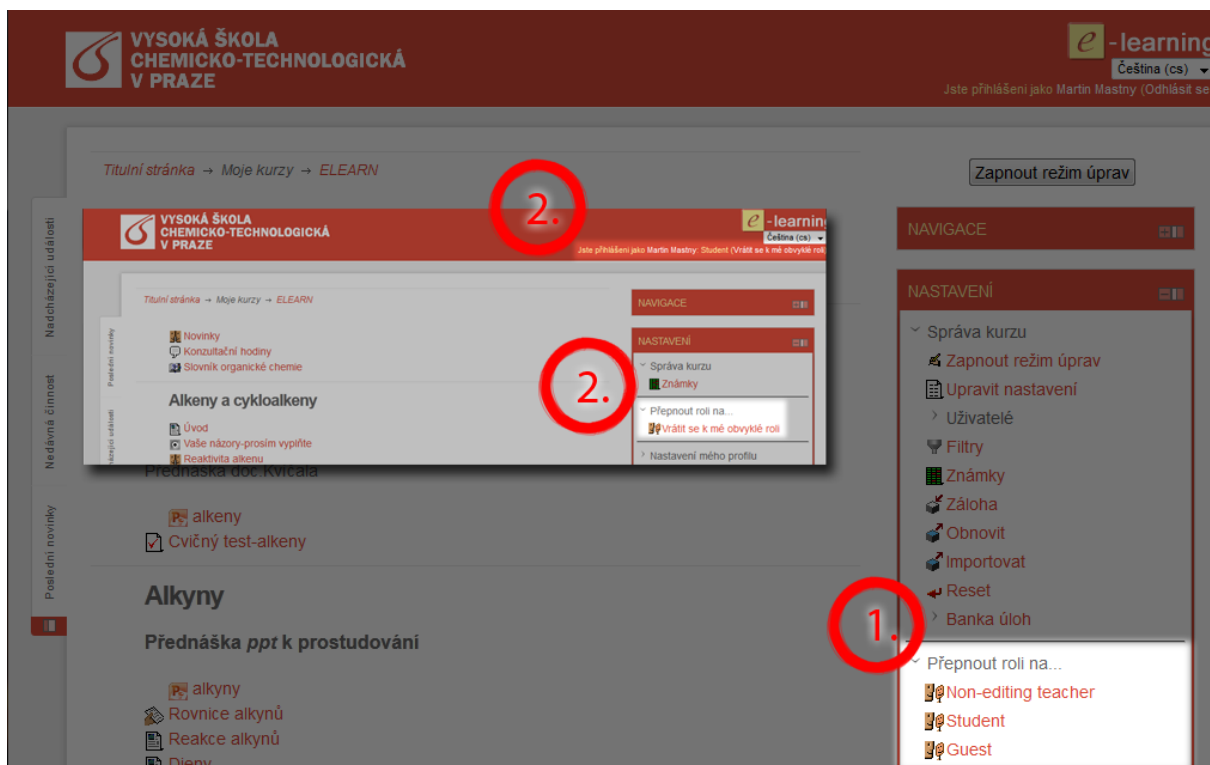 VYSOKÁ ŠKOLA
CHEMICKO-TECHNOLOGICKÁ
V PRAZE
e -learning
Čeština (cs)
Jste přihlášeni jako Martin Mastny (Odhlásit se
Titulní stránka → Moje kurzy → ELEARN
Zapnout režim úprav
Nadcházející události
Nedávná činnost
Poslední novinky
2.
VYSOKÁ ŠKOLA
CHEMICKO-TECHNOLOGICKÁ
V PRAZE
e -learning
Čeština (cs)
Jste přihlášeni jako Martin Mastny: Student (Vrátit se k mé obvyklé roli)
Titulní stránka → Moje kurzy → ELEARN
Poslední novinky
události
Novinky
Konzultační hodiny
Slovník organické chemie
Alkeny a cykloalkeny
Úvod
Vaše názory-prosím vyplňte
Reaktivita alkenu
NAVIGACE
NASTAVENÍ
Správa kurzu
Známky
2.
Přepnout roli na...
Vrátit se k mé obvyklé roli
Nastavení mého profilu
Přednáška doc.Kvíčala
alkeny
Cvičný test-alkeny
Alkyny
Přednáška ppt k prostudování
alkyny
Rovnice alkynů
Reakce alkynů
Dieny
NAVIGACE
NASTAVENÍ
Správa kurzu
Zapnout režim úprav
Upravit nastavení
Uživatelé
Filtry
Známky
Záloha
Obnovit
Importovat
Reset
Banka úloh
1.
Přepnout roli na...
Non-editing teacher
Student
Guest